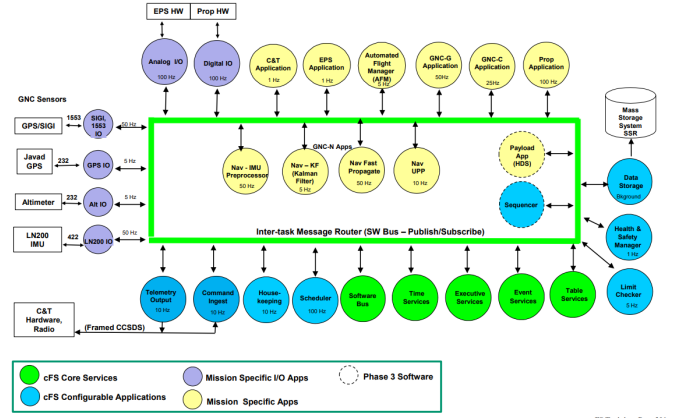 EPS HW
Prop HW
Analog I/O
100 Hz
Digital IO
100 Hz
C&T
Application
1 Hz
EPS
Application
1 Hz
Automated
Flight
Manager
(AFM)
5 Hz
GNC-G
Application
50Hz
GNC-C
Application
25Hz
Prop
Application
100 Hz
GNC Sensors
GPS/SIGI
1553
SIGI,
1553
IO
50 Hz
Javad
GPS
232
GPS IO
5 Hz
Altimeter
232
Alt IO
5 Hz
LN200
IMU
422
LN200 IO
50 Hz
GNC-N Apps
Nav - IMU
Preprocessor
50 Hz
Nav – KF
(Kalman
Filter)
5 Hz
Nav Fast
Propagate
50 Hz
Nav
UPP
10 Hz
Payload
App
(HDS)
Sequencer
Inter-task Message Router (SW Bus – Publish/Subscribe)
Mass
Storage
System
SSR
Data
Storage
Bkground
Health &
Safety
Manager
1 Hz
Limit
Checker
5 Hz
Telemetry
Output
10 Hz
Command
Ingest
10 Hz
House-
keeping
10 Hz
Scheduler
100 Hz
Software
Bus
Time
Services
Executive
Services
Event
Services
Table
Services
C&T
Hardware,
Radio
(Framed CCSDS)
cFS Core Services
cFS Configurable Applications
Mission Specific I/O Apps
Mission Specific Apps
Phase 3 Software